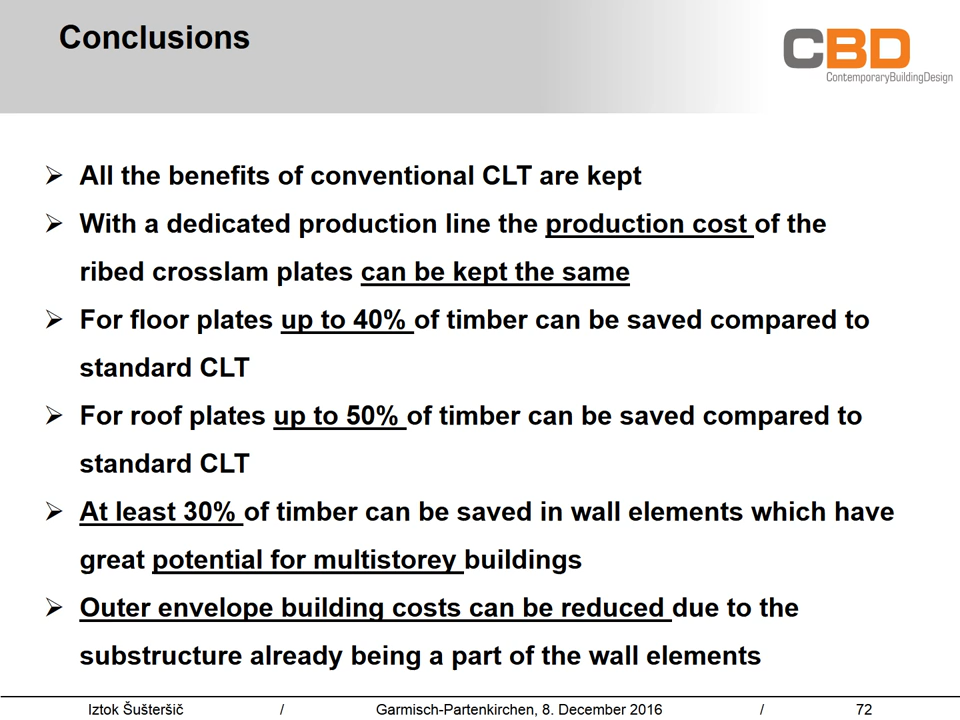 Conclusions
CBD
ContemporaryBuildingDesign
➢ All the benefits of conventional CLT are kept
➢ With a dedicated production line the production cost of the
ribed crosslam plates can be kept the same
➢ For floor plates up to 40% of timber can be saved compared to
standard CLT
➢ For roof plates up to 50% of timber can be saved compared to
standard CLT
➢ At least 30% of timber can be saved in wall elements which have
great potential for multistorey buildings
➢ Outer envelope building costs can be reduced due to the
substructure already being a part of the wall elements
Iztok Šušteršič / Garmisch-Partenkirchen, 8. December 2016 / 72